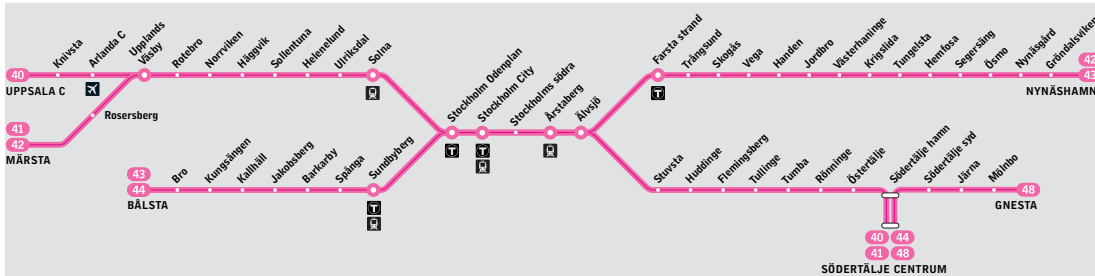 40
UPPSALA C
Knivsta
Arlanda C
Upplands
Väsby
Rotebro
Norrviken
Häggvik
Sollentuna
Helenelund
Ulriksdal
Solna
41
42
MÄRSTA
Rosersberg
43
44
BÅLSTA
Bro
Kungsängen
Kallhäll
Jakobsberg
Barkarby
Spånga
Sundbyberg
T
Stockholm Odenplan
T
Stockholm City
T
Stockholms södra
Årstaberg
Älvsjö
Farsta strand
T
Trångsund
Skogås
Vega
Handen
Jordbro
Västerhaninge
Krigslida
Tungelsta
Hemfosa
Segersäng
Ösmo
Nynäsgård
Gröndalsviken
42
43
NYNÄSHAMN
Stuvsta
Huddinge
Flemingsberg
Tullinge
Tumba
Rönninge
Östertälje
Södertälje hamn
Södertälje syd
Järna
Mölnbo
48
GNESTA
40 44
41 48
SÖDERTÄLJE CENTRUM